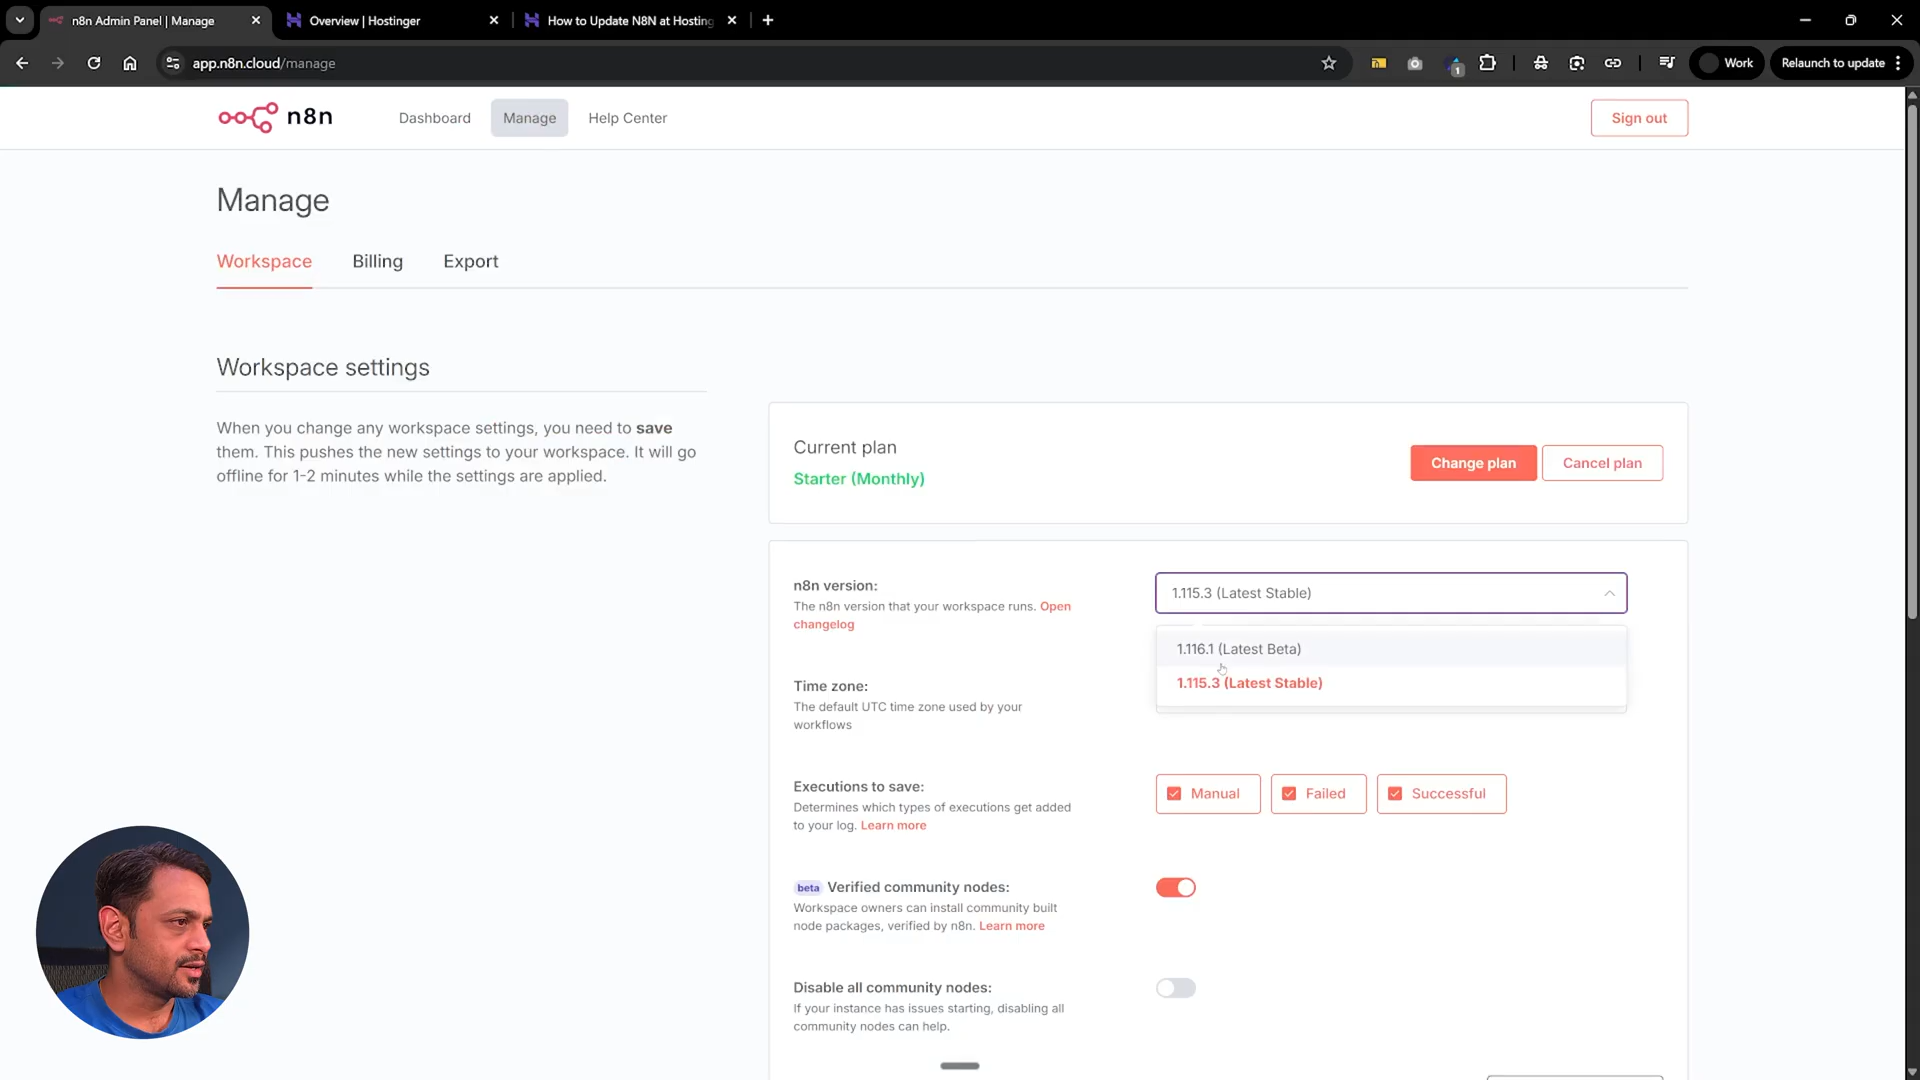 n8n Admin Panel | Manage
Overview | Hostinger
How to Update N8N at Hosting
app.n8n.cloud/manage
1
Work
Relaunch to update
n8n
Dashboard
Manage
Help Center
Sign out
Manage
Workspace
Billing
Export
Workspace settings
When you change any workspace settings, you need to save
them. This pushes the new settings to your workspace. It will go
offline for 1-2 minutes while the settings are applied.
Current plan
Starter (Monthly)
Change plan
Cancel plan
n8n version:
The n8n version that your workspace runs. Open
changelog
1.115.3 (Latest Stable)
1.116.1 (Latest Beta)
1.115.3 (Latest Stable)
Time zone:
The default UTC time zone used by your
workflows
Executions to save:
Determines which types of executions get added
to your log. Learn more
Manual
Failed
Successful
beta Verified community nodes:
Workspace owners can install community built
node packages, verified by n8n. Learn more
Disable all community nodes:
If your instance has issues starting, disabling all
community nodes can help.